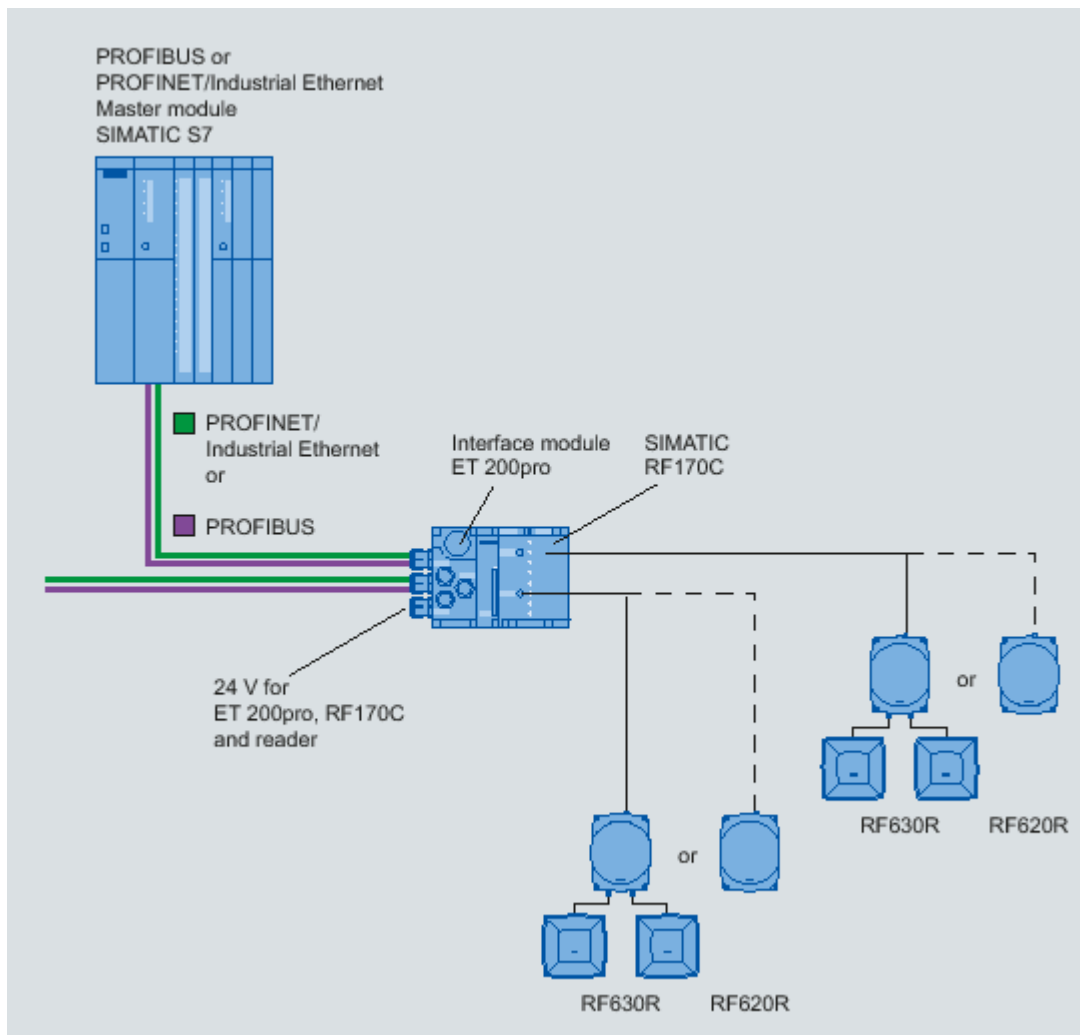 PROFIBUS or
PROFINET/Industrial Ethernet
Master module
SIMATIC S7
PROFINET/
Industrial Ethernet
or
PROFIBUS
Interface module
ET 200pro
SIMATIC
RF170C
24 V for
ET 200pro, RF170C
and reader
or
RF630R
RF620R
or
RF630R
RF620R